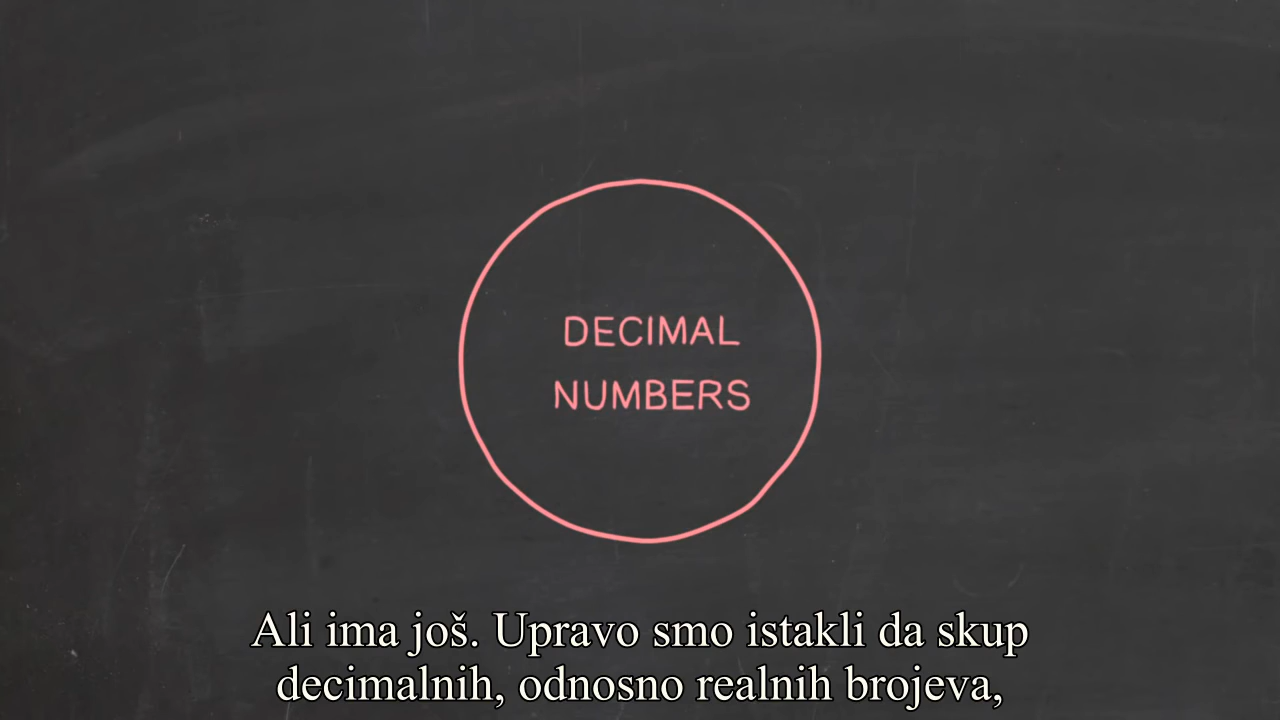 DECIMAL
NUMBERS
Ali ima još. Upravo smo istakli da skup
decimalnih, odnosno realnih brojeva,